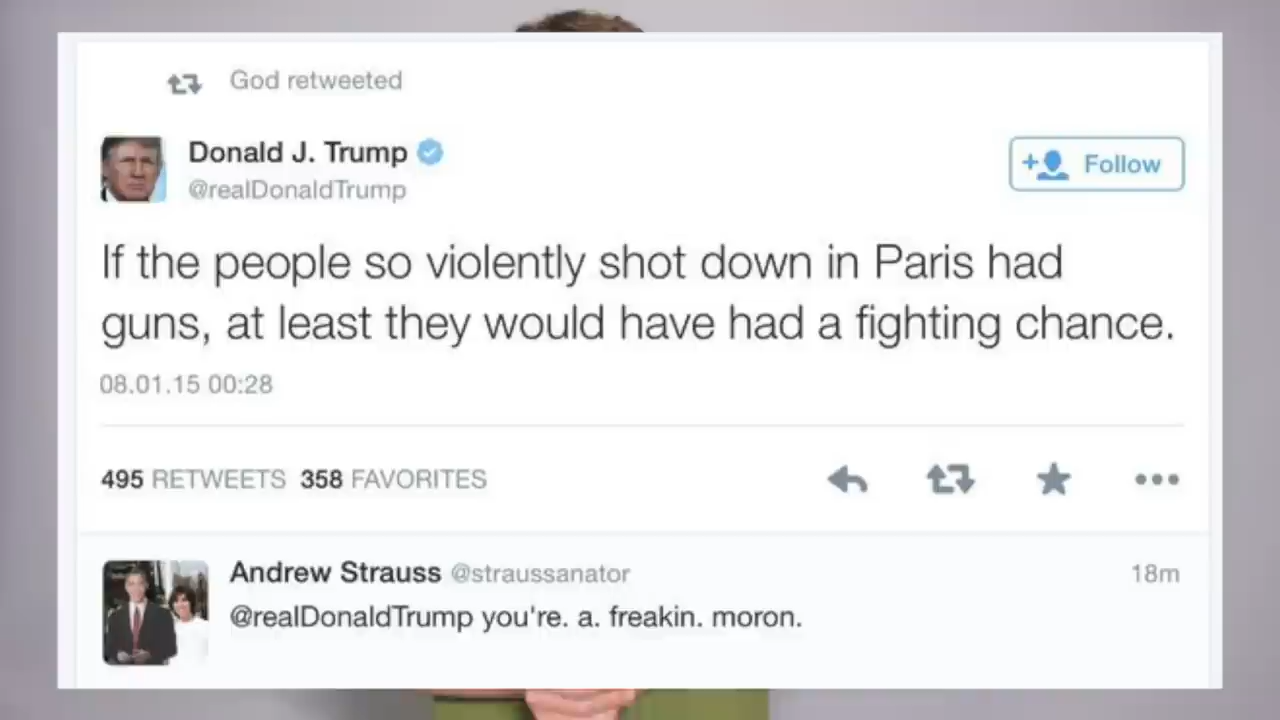 God retweeted
Donald J. Trump
@realDonaldTrump
Follow
If the people so violently shot down in Paris had
guns, at least they would have had a fighting chance.
08.01.15 00:28
495 RETWEETS 358 FAVORITES
Andrew Strauss @straussanator 18m
@realDonaldTrump you're. a. freakin. moron.